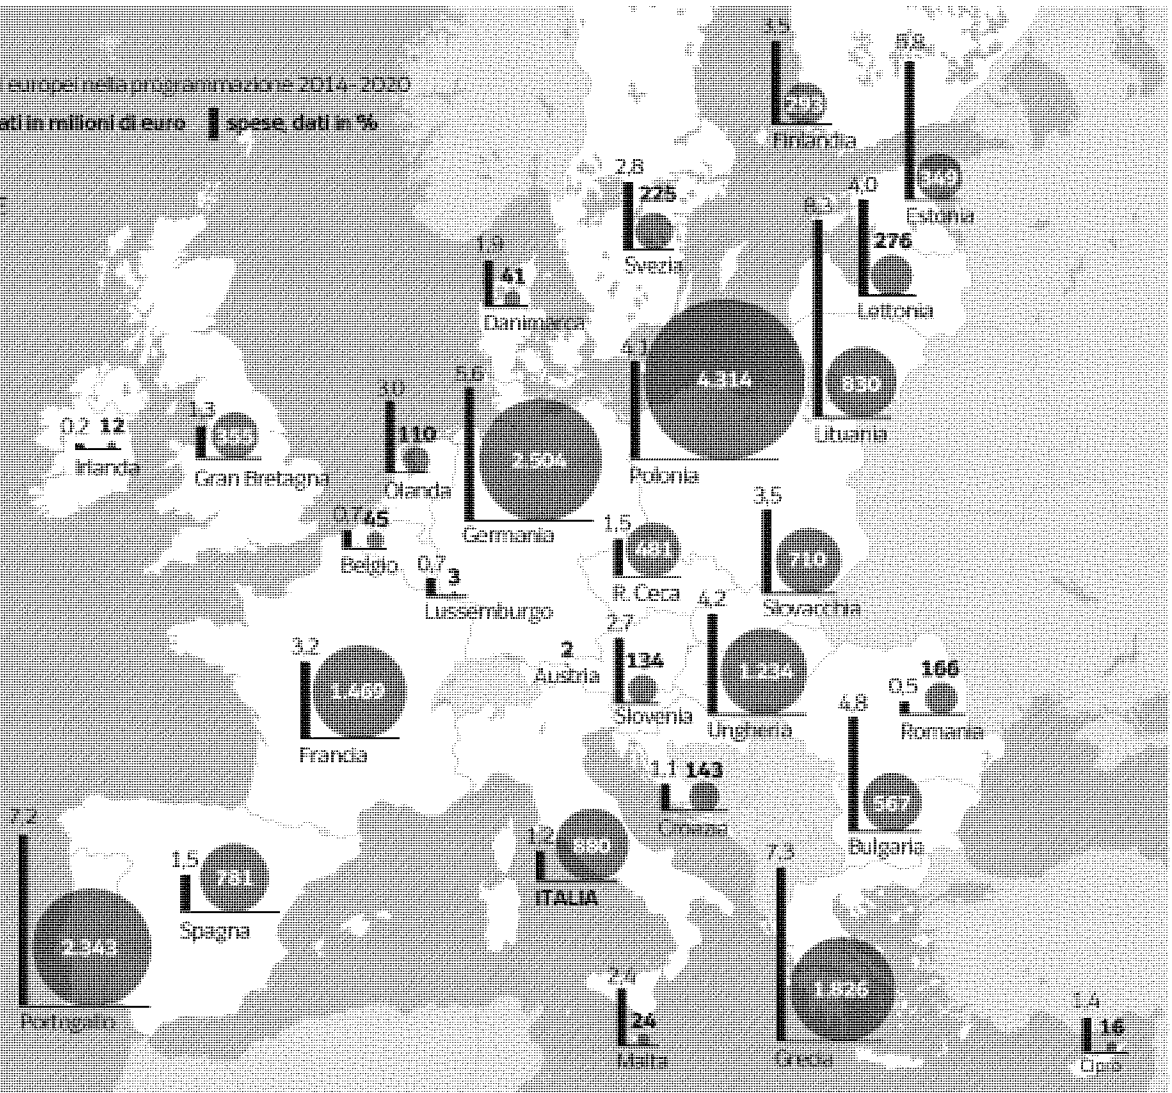 i europei nella programmazione 2014-2020
ati in milioni di euro spese, dati in %
E
3,5
293
Finlandia
349
Estonia
2,8
225
Svezia
4,0
276
Lettonia
1,9
41
Danimarca
4,1
4.314
Polonia
8,3
830
Lituania
0,2 12
Irlanda
1,3
355
Gran Bretagna
3,0
110
Olanda
5,6
2.504
Germania
0,7 45
Belgio
0,7 3
Lussemburgo
1,5
481
R. Ceca
3,5
710
Slovacchia
3,2
1.469
Francia
2
Austria
2,7
134
Slovenia
4,2
1.234
Ungheria
0,5 166
Romania
4,8
567
Bulgaria
1,1 143
Croazia
7,2
2.343
Portogallo
1,5
781
Spagna
1,2
880
ITALIA
7,3
1.826
Grecia
2,4
24
Malta
1,4
16
Cipro